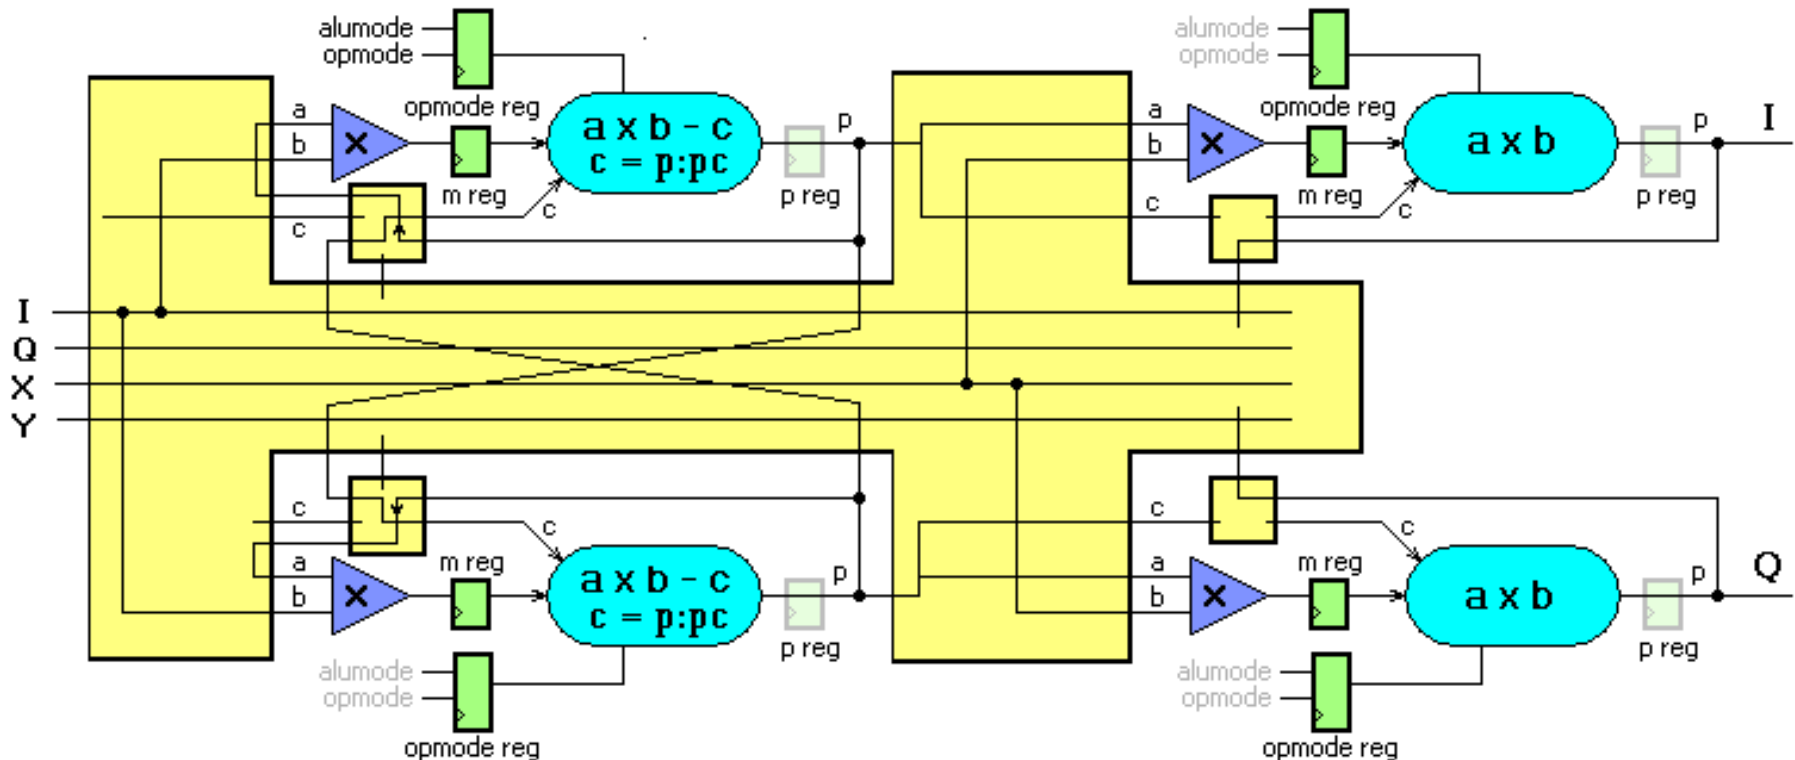 alumode
opmode
opmode reg
a
b
×
m reg
a x b - c
c = p:pc
p
p reg
c
c
alumode
opmode
opmode reg
a
b
×
m reg
a x b
p
I
p reg
c
c
I
Q
X
Y
c
c
a
b
×
m reg
a x b - c
c = p:pc
p
p reg
alumode
opmode
opmode reg
c
c
a
b
×
m reg
a x b
p
Q
p reg
alumode
opmode
opmode reg